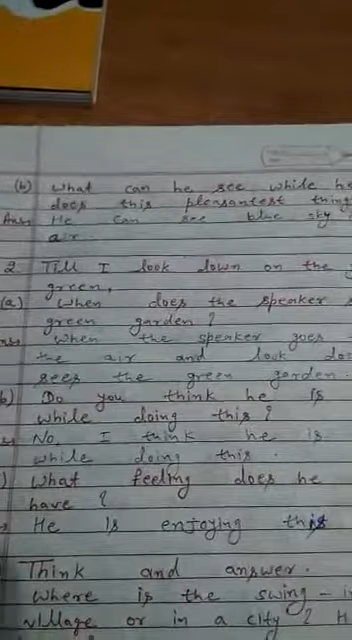 (b) What can he see while he
does this pleasantest thing
Ans He can see blue sky
air.
2. Till I look down on the
green,
(a) When does the speaker
green garden?
When the speaker goes
the air and look
sees the green garden.
b) Do you think he is
while doing this?
No, I think he is
while doing this.
) What feeling does he
have?
He is enjoying this
Think and answer.
Where is the swing - in
village or in a city? H